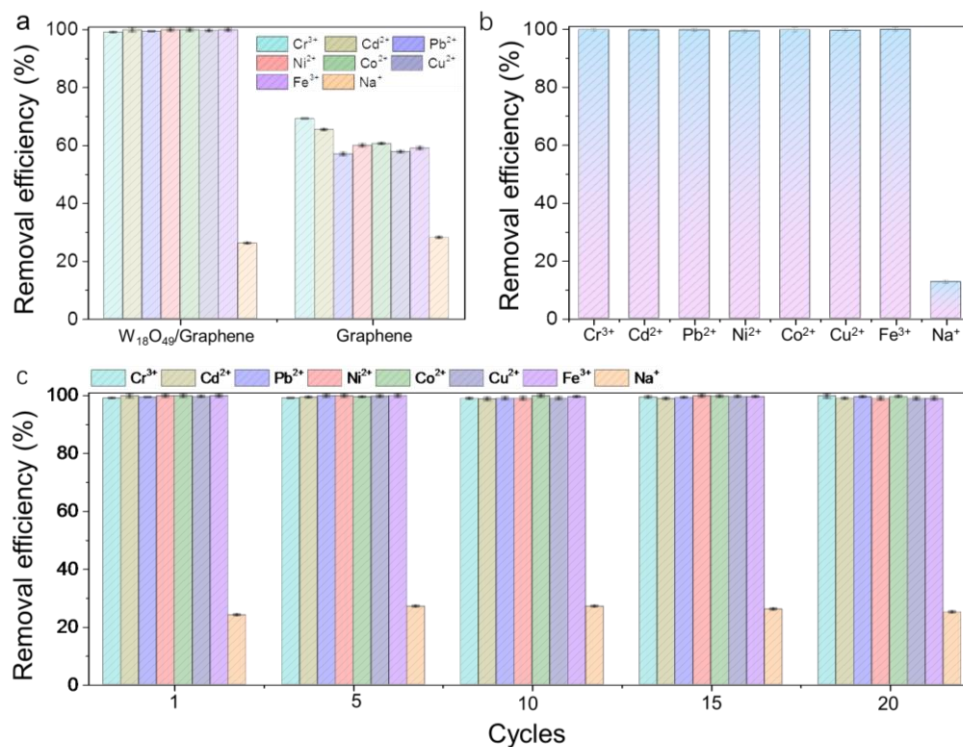 a
Removal efficiency (%)
100
80
60
40
20
0
Cr³⁺ Cd²⁺ Pb²⁺
Ni²⁺ Co²⁺ Cu²⁺
Fe³⁺ Na⁺
W₁₈O₄₉/Graphene Graphene
b
Removal efficiency (%)
100
80
60
40
20
0
Cr³⁺ Cd²⁺ Pb²⁺ Ni²⁺ Co²⁺ Cu²⁺ Fe³⁺ Na⁺
c
Cr³⁺ Cd²⁺ Pb²⁺ Ni²⁺ Co²⁺ Cu²⁺ Fe³⁺ Na⁺
Removal efficiency (%)
100
80
60
40
20
0
1 5 10 15 20
Cycles